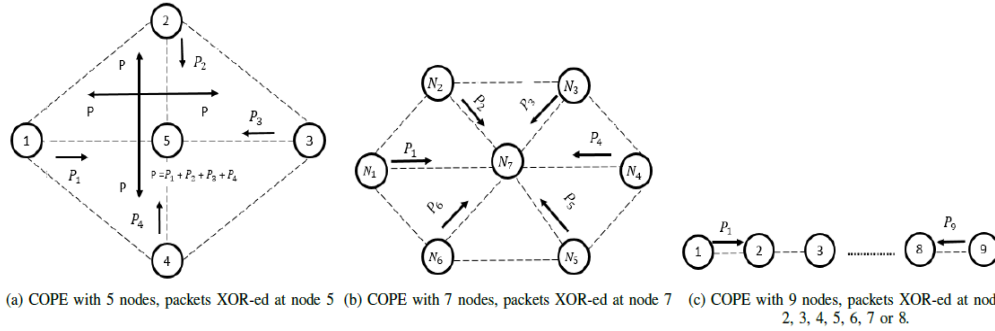 2
P
P₂
P P
P₃
1
5
3
P₁
P =P₁ + P₂ + P₃ + P₄
P
P₄
4
N₂
N₃
P₂
P₃
P₁
P₄
N₁
N₇
N₄
P₆
P₅
N₆
N₅
P₁
P₉
1
2
3
8
9
(a) COPE with 5 nodes, packets XOR-ed at node 5
(b) COPE with 7 nodes, packets XOR-ed at node 7
(c) COPE with 9 nodes, packets XOR-ed at nod
2, 3, 4, 5, 6, 7 or 8.